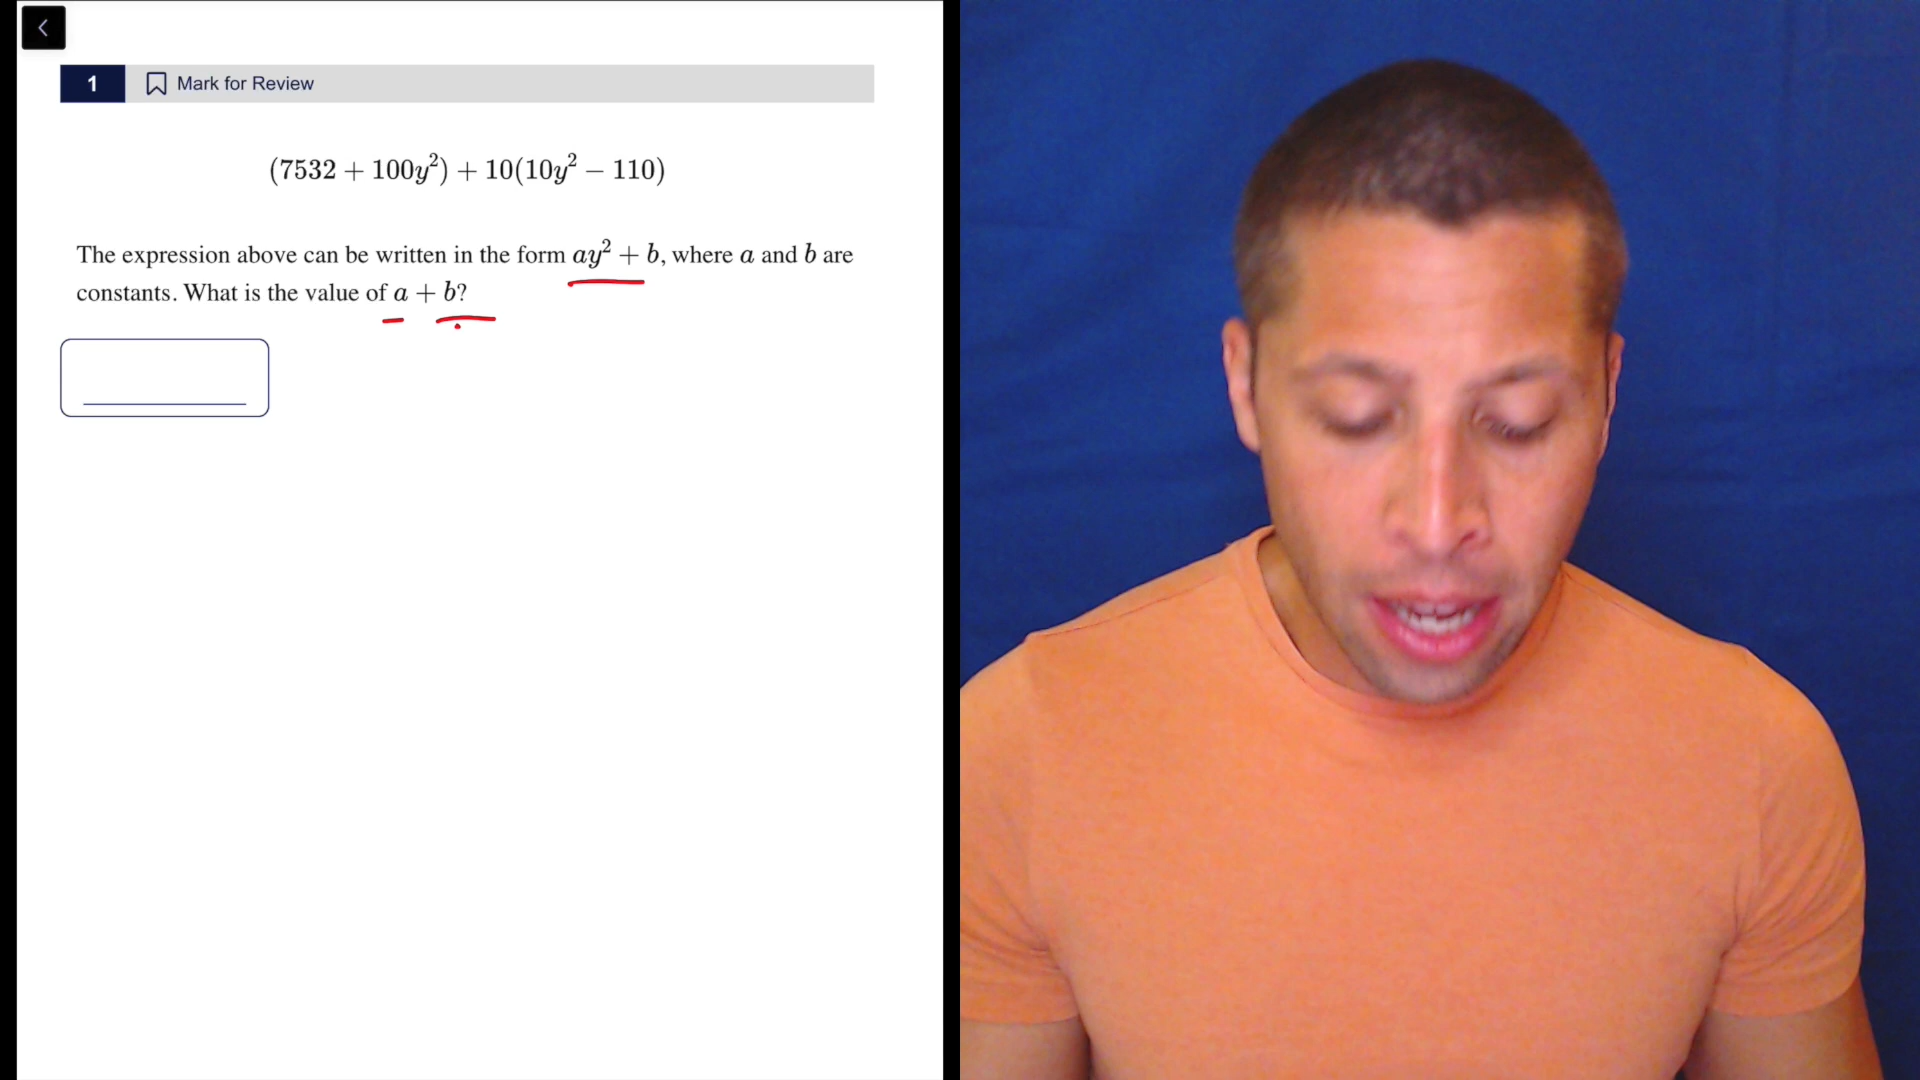 1 Mark for Review
(7532 + 100y²) + 10(10y² − 110)
The expression above can be written in the form ay² + b, where a and b are
constants. What is the value of a + b?